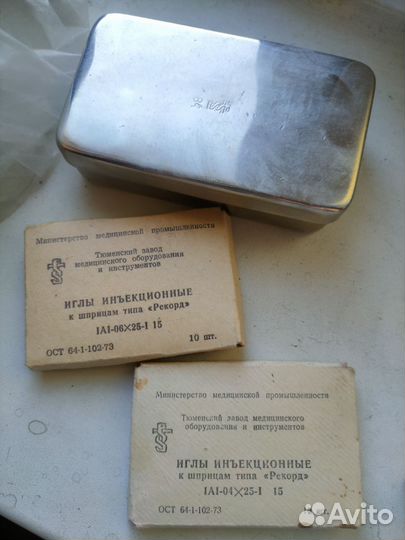 Министерство медицинской промышленности
Тюменский завод
медицинского оборудования
и инструментов
ИГЛЫ ИНЪЕКЦИОННЫЕ
к шприцам типа «Рекорд»
1А1-06×25-1 15
10 шт.
ОСТ 64-1-102-73
Министерство медицинской промышленности
Тюменский завод медицинского
оборудования и инструментов
ИГЛЫ ИНЪЕКЦИОННЫЕ
к шприцам типа «Рекорд»
1А1-04×25-1 15
ОСТ 64-1-102-73
Avito